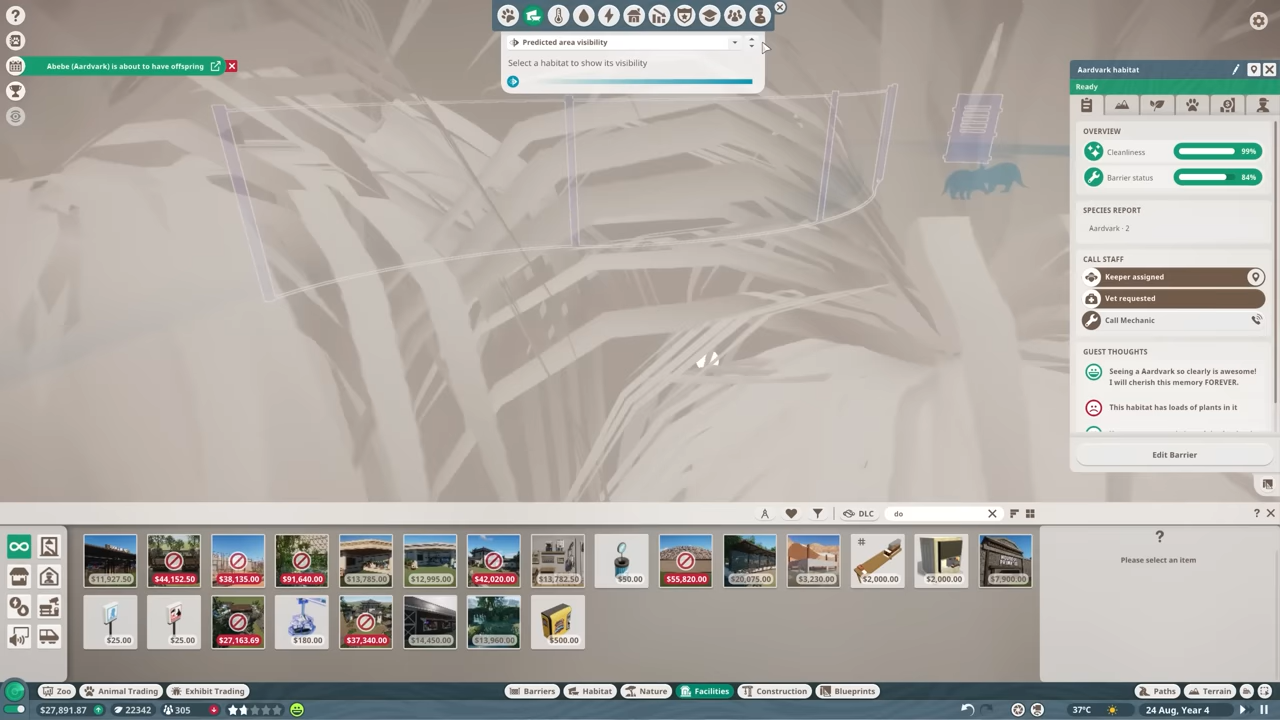 ?
Predicted area visibility
Select a habitat to show its visibility
Abebe (Aardvark) is about to have offspring
Aardvark habitat
Ready
OVERVIEW
Cleanliness 99%
Barrier status 84%
SPECIES REPORT
Aardvark - 2
CALL STAFF
Keeper assigned
Vet requested
Call Mechanic
GUEST THOUGHTS
Seeing a Aardvark so clearly is awesome!
I will cherish this memory FOREVER.
This habitat has loads of plants in it
Edit Barrier
DLC do ?
$11,927.50 $44,152.50 $38,135.00 $91,640.00 $13,785.00 $12,995.00 $42,020.00 $13,782.50 $50.00 $55,820.00 $20,075.00 $3,230.00 # $2,000.00 $2,000.00 $7,900.00
?
Please select an item
$25.00 $25.00 $27,163.69 $180.00 $37,340.00 $14,450.00 $13,960.00 $500.00
Zoo Animal Trading Exhibit Trading Barriers Habitat Nature Facilities Construction Blueprints Paths Terrain
$27,891.87 22342 305 37°C 24 Aug, Year 4